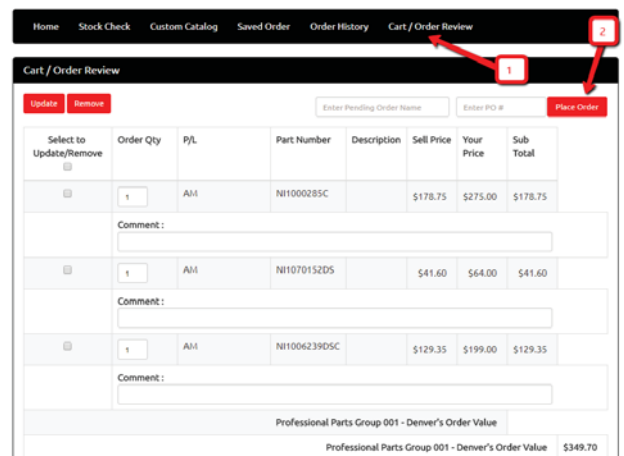 Home Stock Check Custom Catalog Saved Order Order History Cart / Order Review
2
1
Cart / Order Review
Update Remove Enter Pending Order Name Enter PO # Place Order
Select to Update/Remove Order Qty P/L Part Number Description Sell Price Your Price Sub Total
1 AM NI1000285C $178.75 $275.00 $178.75
Comment :
1 AM NI1070152DS $41.60 $64.00 $41.60
Comment :
1 AM NI1006239DSC $129.35 $199.00 $129.35
Comment :
Professional Parts Group 001 - Denver's Order Value
Professional Parts Group 001 - Denver's Order Value $349.70